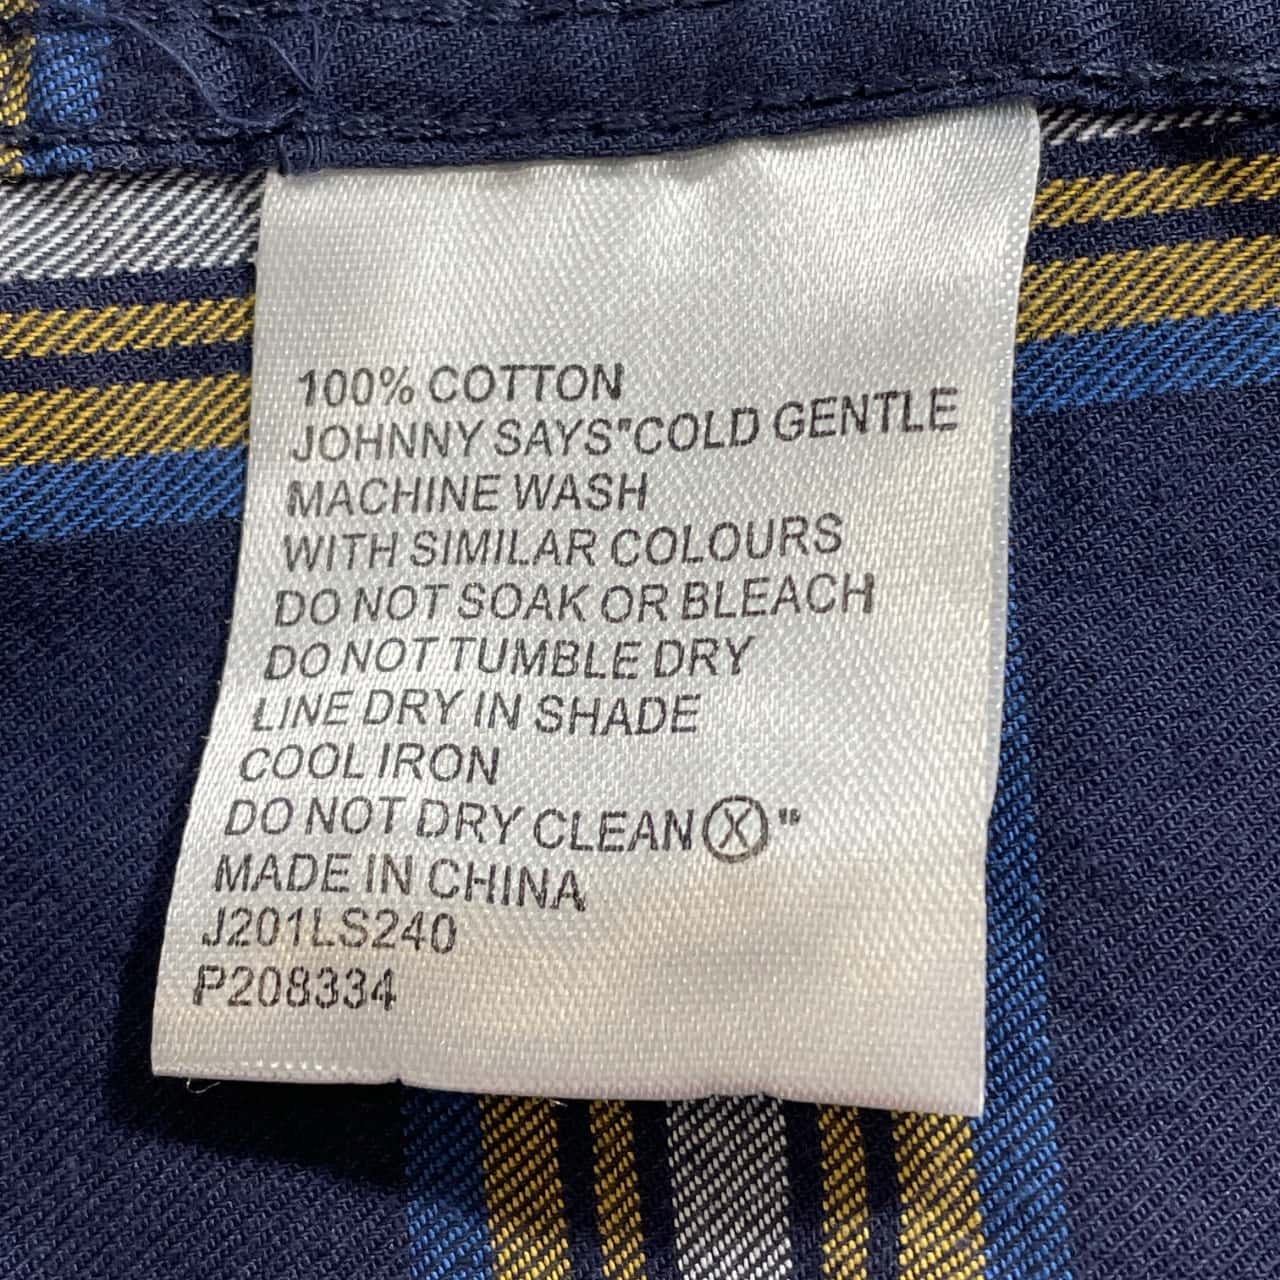 100% COTTON
JOHNNY SAYS"COLD GENTLE
MACHINE WASH
WITH SIMILAR COLOURS
DO NOT SOAK OR BLEACH
DO NOT TUMBLE DRY
LINE DRY IN SHADE
COOL IRON
DO NOT DRY CLEAN Ⓧ"
MADE IN CHINA
J201LS240
P208334